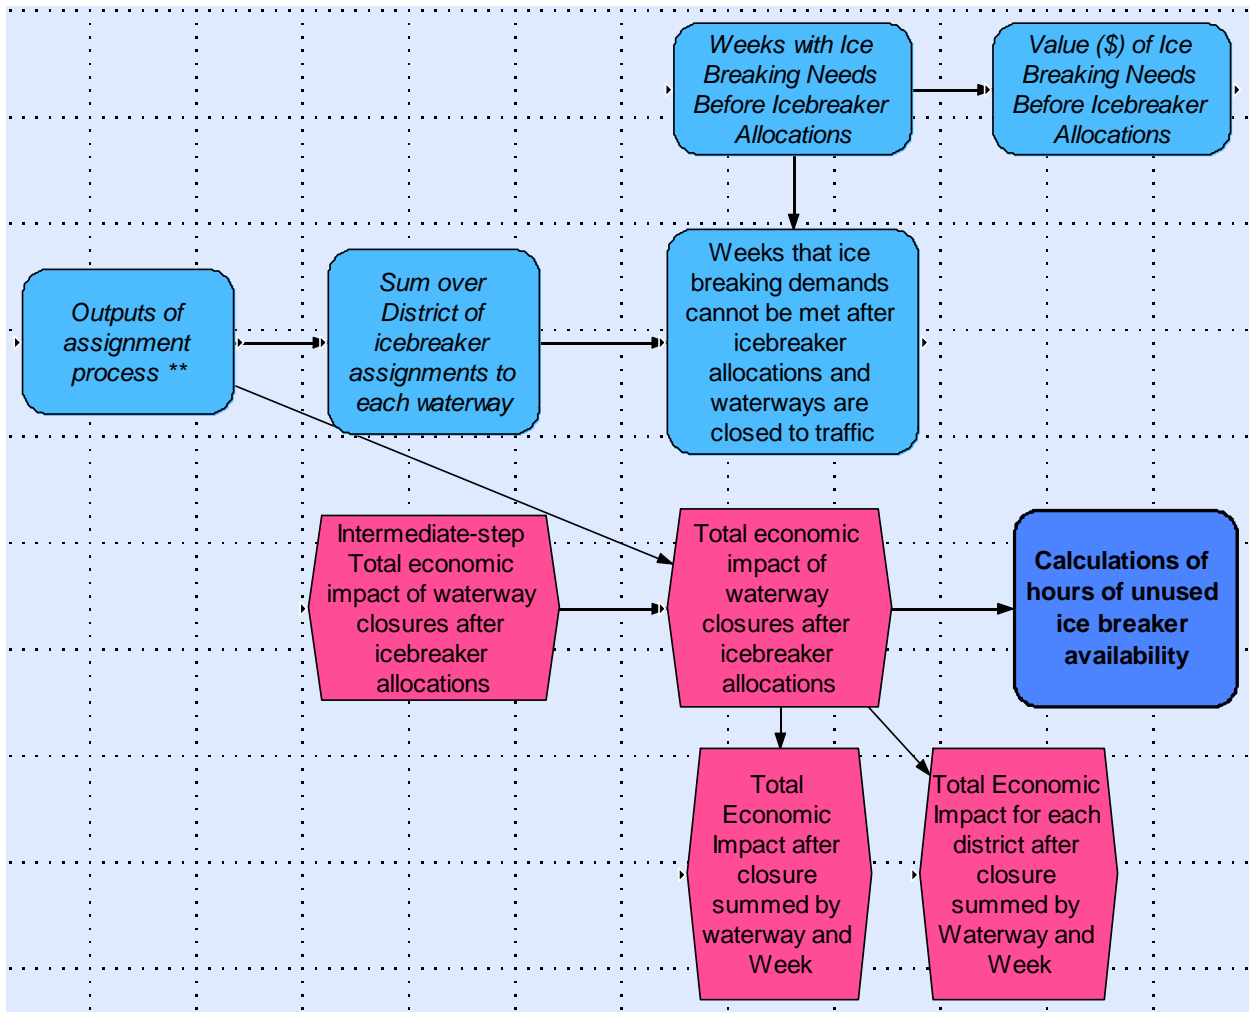 Weeks with Ice
Breaking Needs
Before Icebreaker
Allocations
Value ($) of Ice
Breaking Needs
Before Icebreaker
Allocations
Outputs of
assignment
process **
Sum over
District of
icebreaker
assignments to
each waterway
Weeks that ice
breaking demands
cannot be met after
icebreaker
allocations and
waterways are
closed to traffic
Intermediate-step
Total economic
impact of waterway
closures after
icebreaker
allocations
Total economic
impact of
waterway
closures after
icebreaker
allocations
Calculations of
hours of unused
ice breaker
availability
Total
Economic
Impact after
closure
summed by
waterway and
Week
Total Economic
Impact for each
district after
closure
summed by
Waterway and
Week